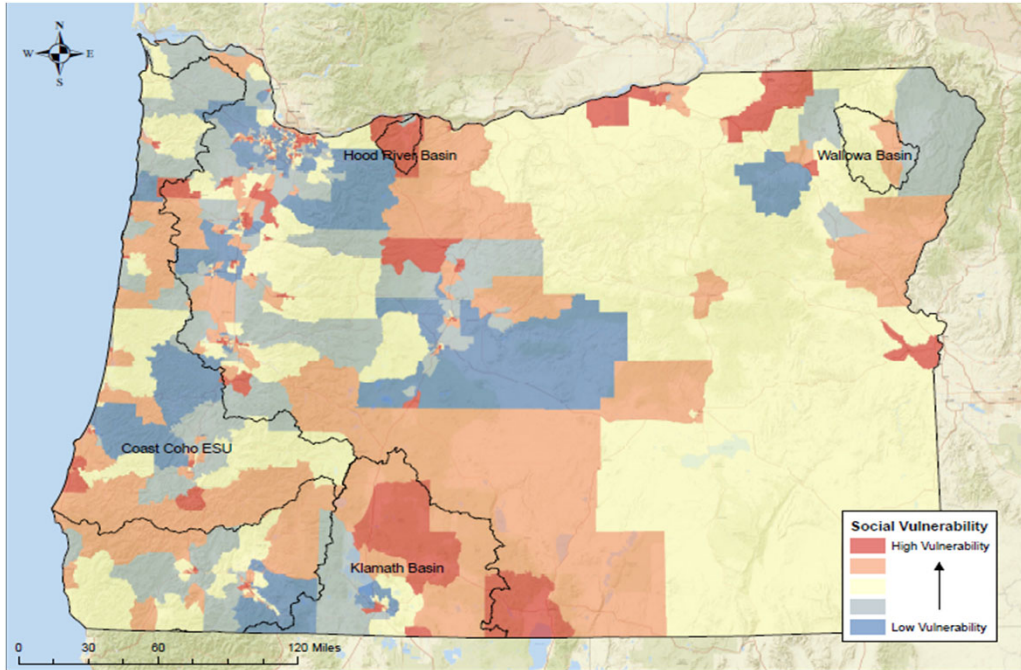 N
W E
S
Hood River Basin
Wallowa Basin
Coast Coho ESU
Klamath Basin
Social Vulnerability
High Vulnerability
Low Vulnerability
0 30 60 120 Miles